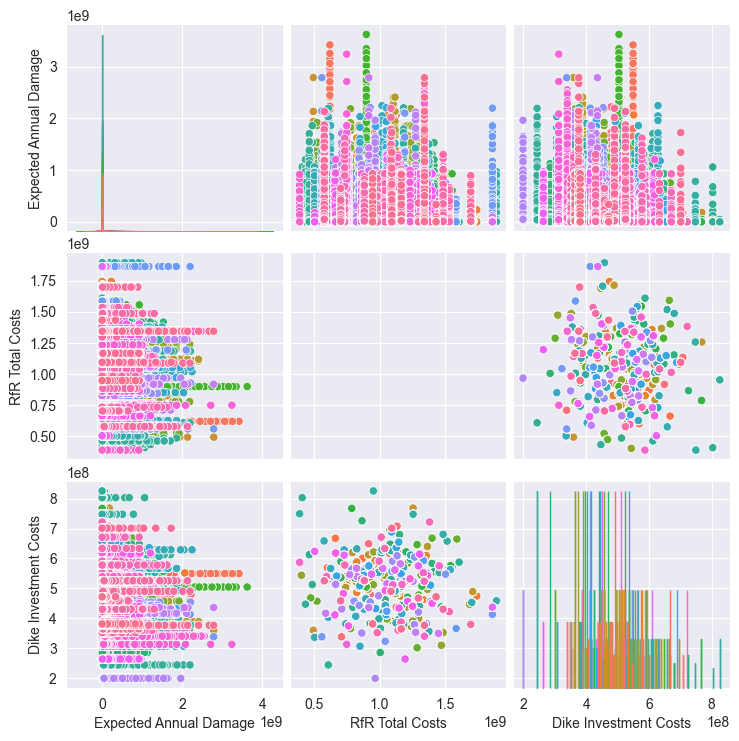 1e9
3
2
1
0
Expected Annual Damage
1e9
1.75
1.50
1.25
1.00
0.75
0.50
RfR Total Costs
1e8
8
7
6
5
4
3
2
Dike Investment Costs
0 2 4 0.5 1.0 1.5 2 4 6 8
Expected Annual Damage 1e9 RfR Total Costs 1e9 Dike Investment Costs 1e8